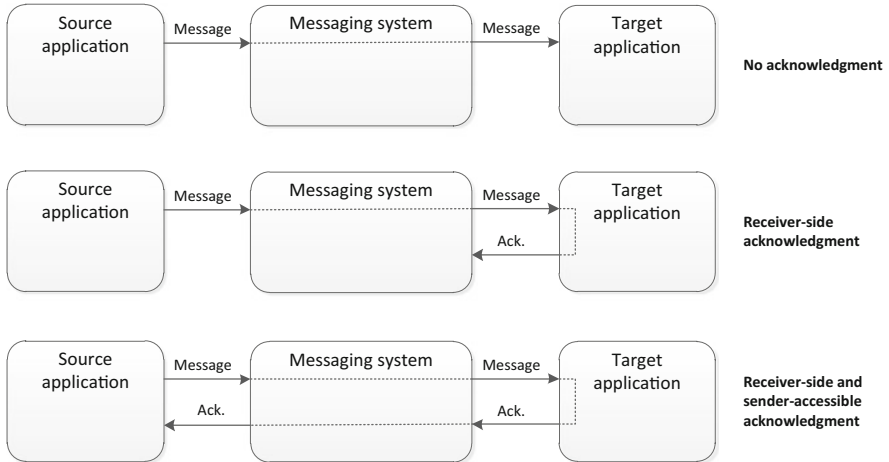 Source
application
Message
Messaging system
Message
Target
application
No acknowledgment
Source
application
Message
Messaging system
Message
Target
application
Ack.
Receiver-side
acknowledgment
Source
application
Message
Messaging system
Message
Target
application
Ack.
Ack.
Receiver-side and
sender-accessible
acknowledgment